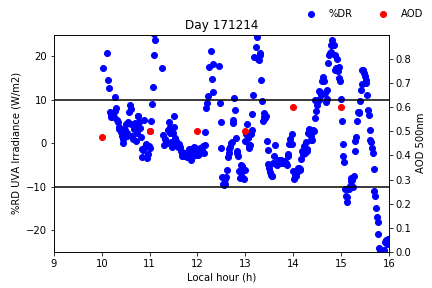 %DR AOD
Day 171214
%RD UVA Irradiance (W/m2)
20
10
0
−10
−20
0.8
0.7
0.6
0.5
0.4
0.3
0.2
0.1
0.0
AOD 500nm
9 10 11 12 13 14 15 16
Local hour (h)